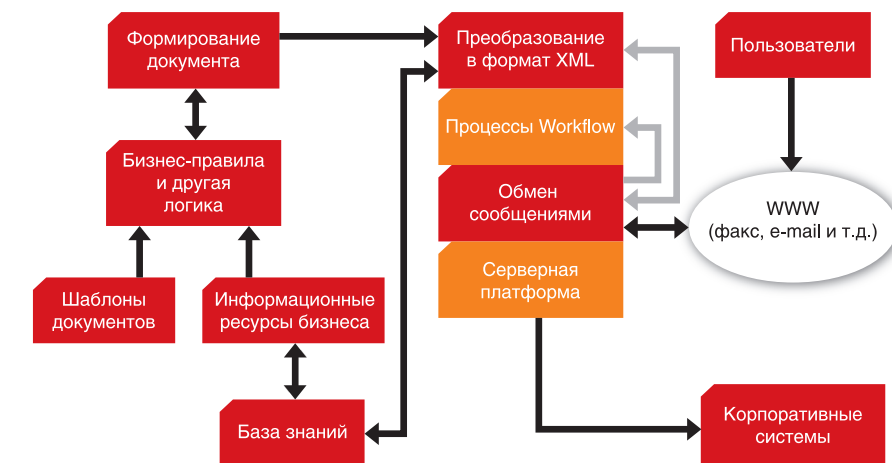 Формирование
документа
Преобразование
в формат XML
Пользователи
Процессы Workflow
Бизнес-правила
и другая
логика
Обмен
сообщениями
WWW
(факс, e-mail и т.д.)
Серверная
платформа
Шаблоны
документов
Информационные
ресурсы бизнеса
База знаний
Корпоративные
системы